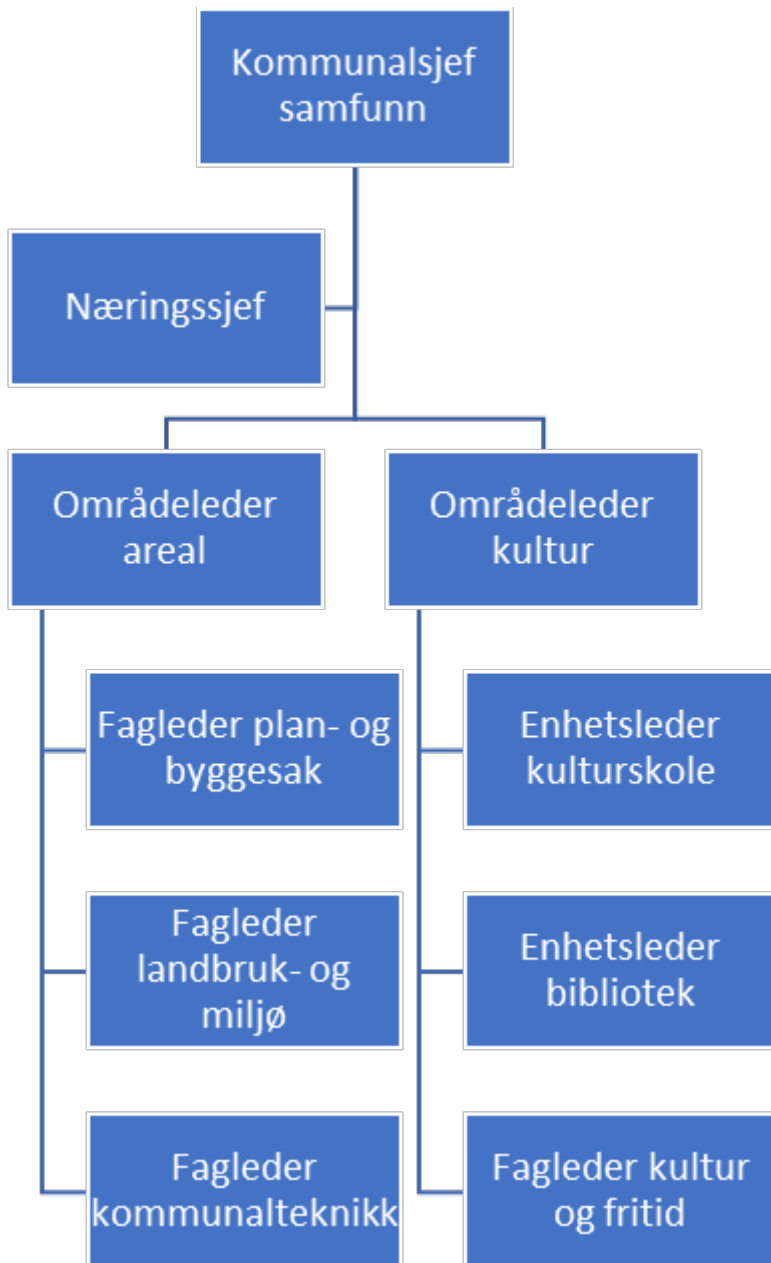 Kommunalsjef
samfunn
Næringssjef
Områdeleder
areal
Områdeleder
kultur
Fagleder plan- og
byggesak
Enhetsleder
kulturskole
Fagleder
landbruk- og
miljø
Enhetsleder
bibliotek
Fagleder
kommunalteknikk
Fagleder kultur
og fritid